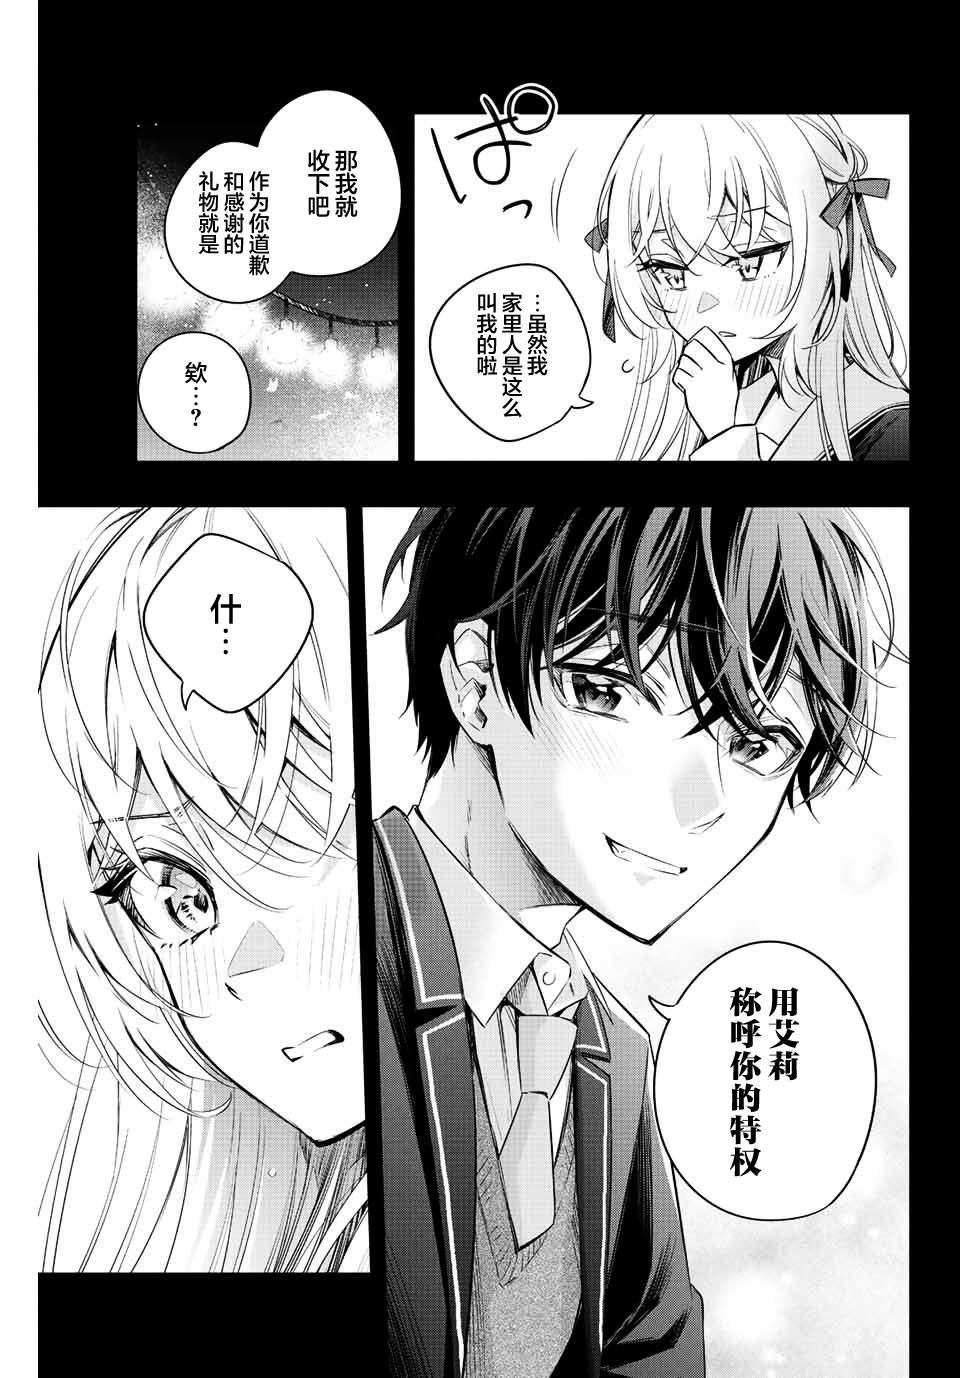 ぱっ
…虽然我
家里人是这么
叫我的啦
那我就
收下吧
作为你道歉
和感谢的
礼物就是
欸…?
用艾莉
称呼你的特权
什…